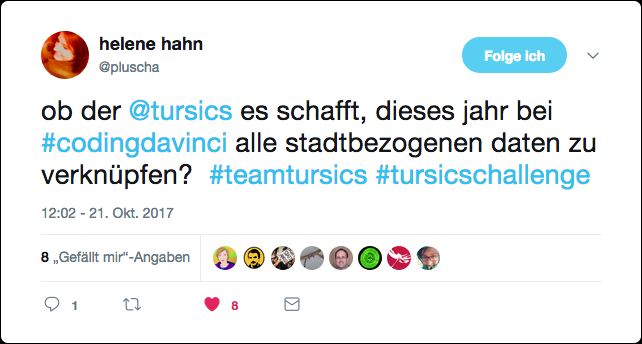 helene hahn
@pluscha
Folge ich
ob der @tursics es schafft, dieses jahr bei
#codingdavinci alle stadtbezogenen daten zu
verknüpfen? #teamtursics #tursicschallenge
12:02 - 21. Okt. 2017
8 „Gefällt mir“-Angaben
1 8